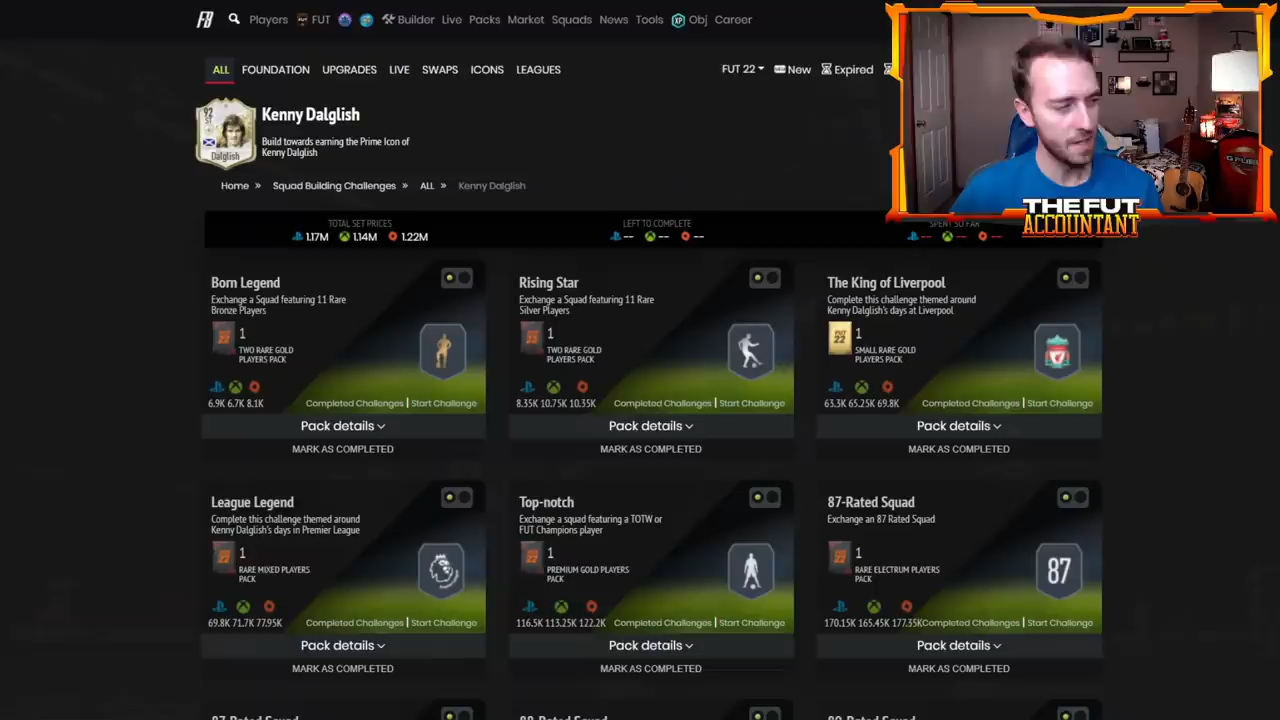 FB Players FUT Builder Live Packs Market Squads News Tools XP Obj Career
ALL FOUNDATION UPGRADES LIVE SWAPS ICONS LEAGUES
FUT 22 New Expired
92
Dalglish
Kenny Dalglish
Build towards earning the Prime Icon of
Kenny Dalglish
Home » Squad Building Challenges » ALL » Kenny Dalglish
THE FUT
ACCOUNTANT
TOTAL SET PRICES
1.17M 1.14M 1.22M
LEFT TO COMPLETE
-- -- --
SPENT SO FAR
-- -- --
Born Legend
Exchange a Squad featuring 11 Rare
Bronze Players
1
TWO RARE GOLD
PLAYERS PACK
6.9K 6.7K 8.1K
Completed Challenges | Start Challenge
Pack details
MARK AS COMPLETED
Rising Star
Exchange a Squad featuring 11 Rare
Silver Players
1
TWO RARE GOLD
PLAYERS PACK
8.35K 10.75K 10.35K
Completed Challenges | Start Challenge
Pack details
MARK AS COMPLETED
The King of Liverpool
Complete this challenge themed around
Kenny Dalglish's days at Liverpool
1
SMALL RARE GOLD
PLAYERS PACK
63.3K 65.25K 69.8K
Completed Challenges | Start Challenge
Pack details
MARK AS COMPLETED
League Legend
Complete this challenge themed around
Kenny Dalglish's days in Premier League
1
RARE MIXED PLAYERS
PACK
69.8K 71.7K 77.95K
Completed Challenges | Start Challenge
Pack details
MARK AS COMPLETED
Top-notch
Exchange a squad featuring a TOTW or
FUT Champions player
1
PREMIUM GOLD PLAYERS
PACK
116.5K 113.25K 122.2K
Completed Challenges | Start Challenge
Pack details
MARK AS COMPLETED
87-Rated Squad
Exchange an 87 Rated Squad
1
RARE ELECTRUM PLAYERS
PACK
87
170.15K 165.45K 177.35K
Completed Challenges | Start Challenge
Pack details
MARK AS COMPLETED